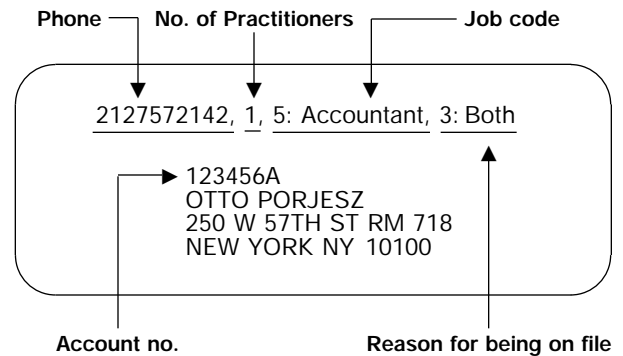 Phone No. of Practitioners Job code
2127572142, 1, 5: Accountant, 3: Both
123456A
OTTO PORJESZ
250 W 57TH ST RM 718
NEW YORK NY 10100
Account no. Reason for being on file